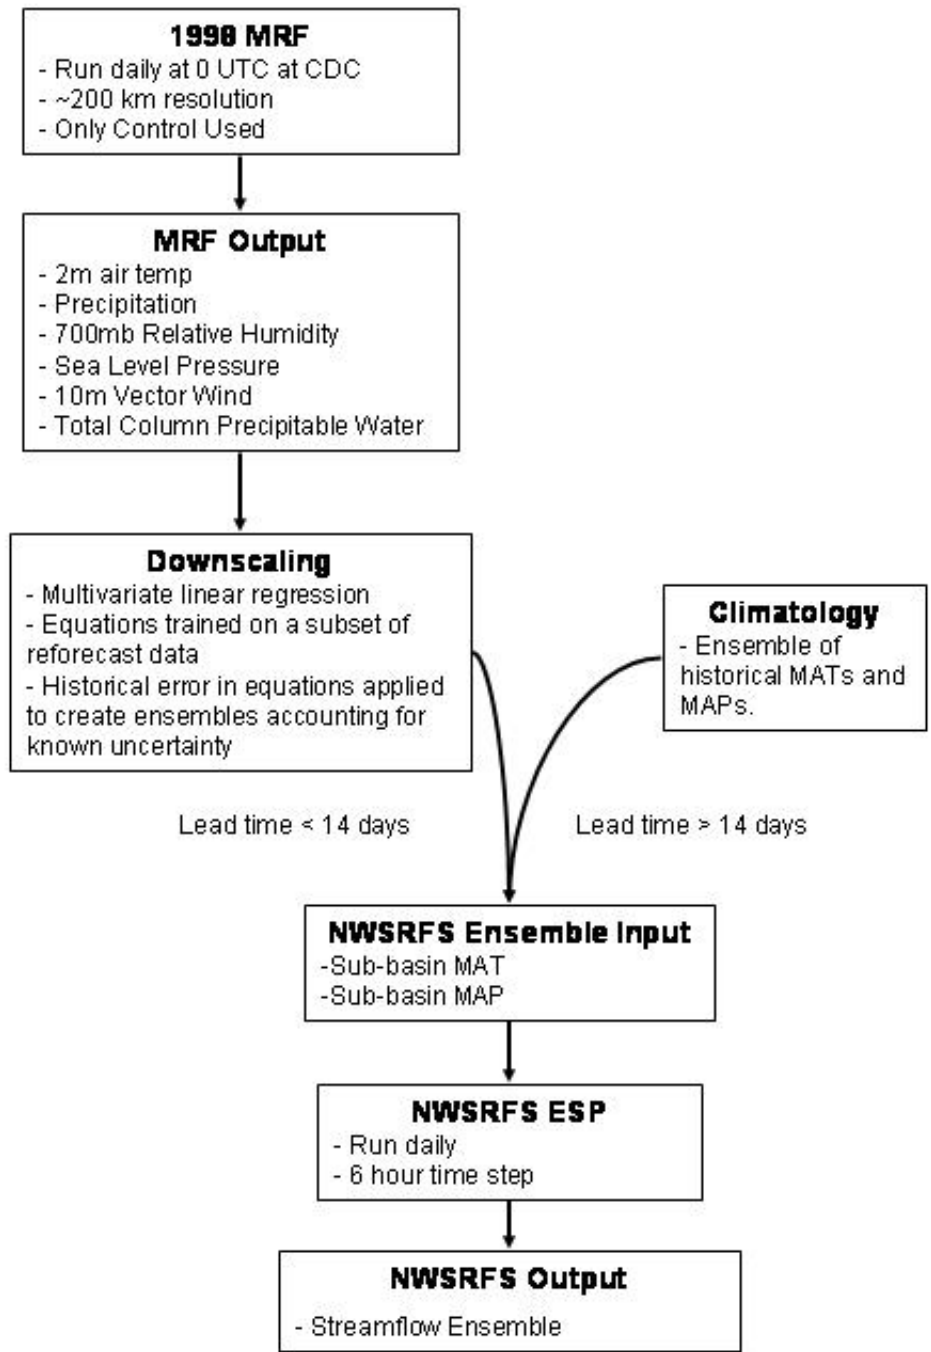 1998 MRF
- Run daily at 0 UTC at CDC
- ~200 km resolution
- Only Control Used
MRF Output
- 2m air temp
- Precipitation
- 700mb Relative Humidity
- Sea Level Pressure
- 10m Vector Wind
- Total Column Precipitable Water
Downscaling
- Multivariate linear regression
- Equations trained on a subset of
reforecast data
- Historical error in equations applied
to create ensembles accounting for
known uncertainty
Climatology
- Ensemble of
historical MATs and
MAPs.
Lead time < 14 days
Lead time > 14 days
NWSRFS Ensemble Input
-Sub-basin MAT
-Sub-basin MAP
NWSRFS ESP
- Run daily
- 6 hour time step
NWSRFS Output
- Streamflow Ensemble